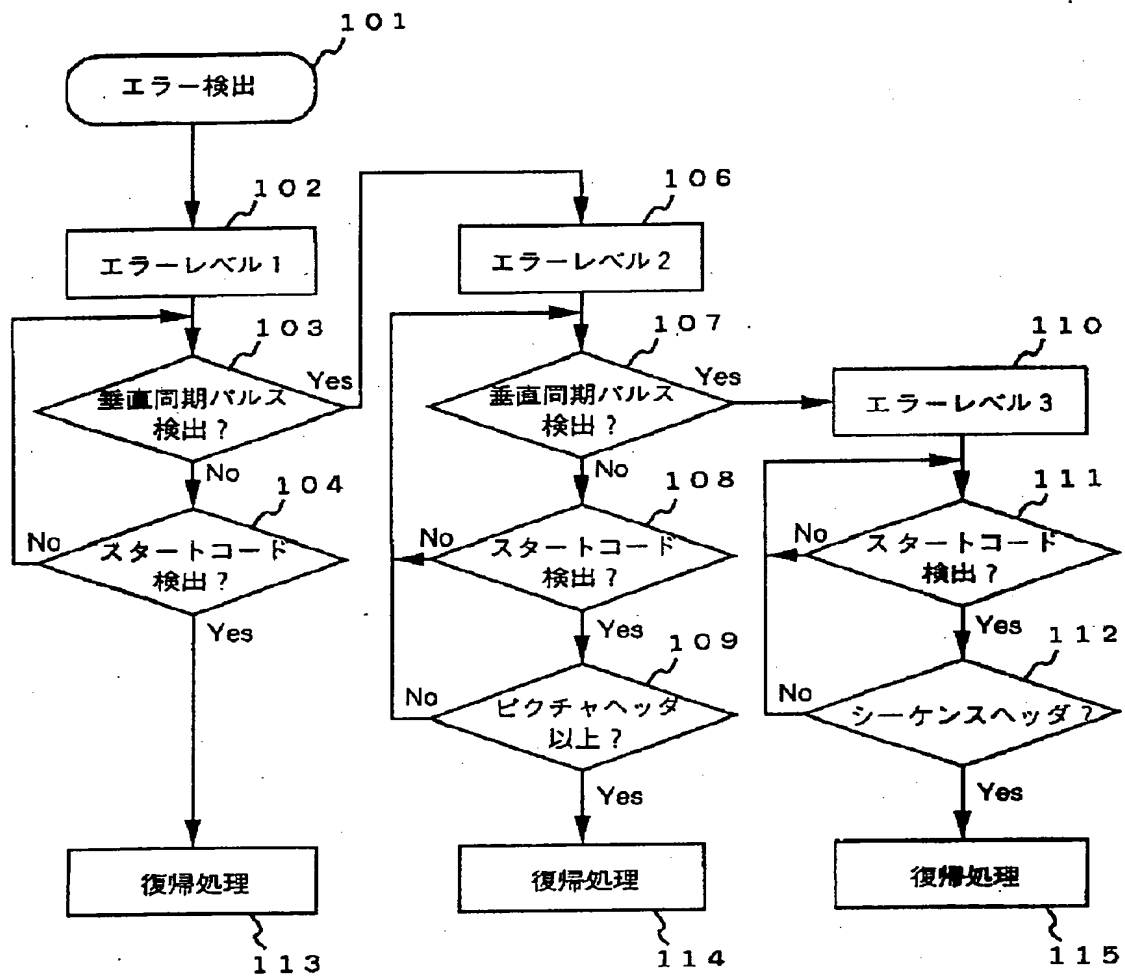 101
エラー検出
102
エラーレベル1
103
垂直同期パルス
検出?
Yes
No
104
スタートコード
検出?
No
Yes
復帰処理
113
106
エラーレベル2
107
垂直同期パルス
検出?
Yes
No
108
スタートコード
検出?
No
Yes
109
ピクチャヘッダ
以上?
No
Yes
復帰処理
114
110
エラーレベル3
111
スタートコード
検出?
No
Yes
112
シーケンスヘッダ?
No
Yes
復帰処理
115